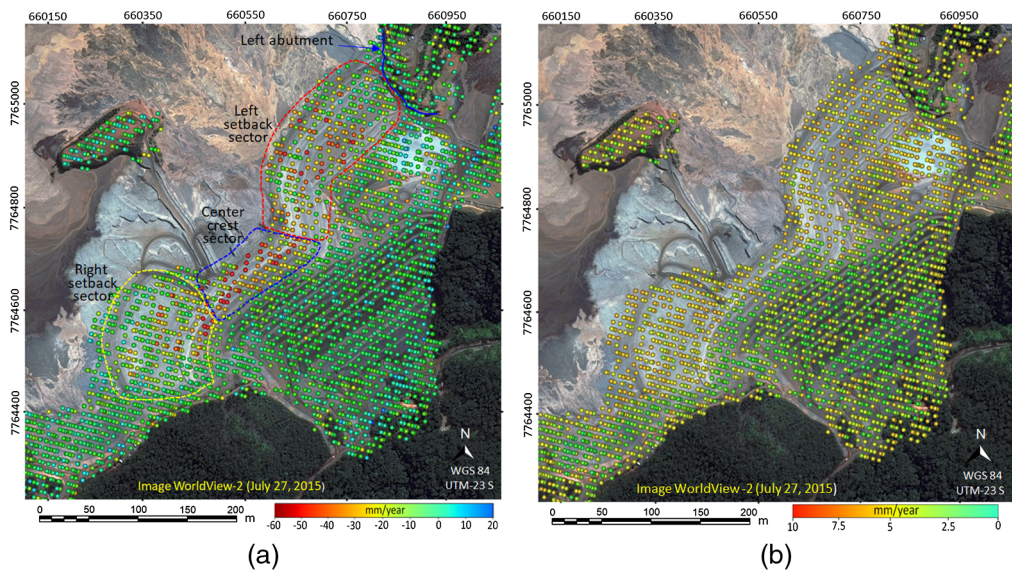 660150 660350 660550 660750 660950
Left abutment
7765000
Left
setback
sector
7764800
Center
crest
sector
Right
setback
sector
7764600
7764400
N
WGS 84
UTM-23 S
Image WorldView-2 (July 27, 2015)
0 50 100 150 200 m
mm/year
-60 -50 -40 -30 -20 -10 0 10 20
(a)
660150 660350 660550 660750 660950
7765000
7764800
7764600
7764400
N
WGS 84
UTM-23 S
Image WorldView -2 (July 27, 2015)
0 50 100 150 200 m
mm/year
10 7.5 5 2.5 0
(b)